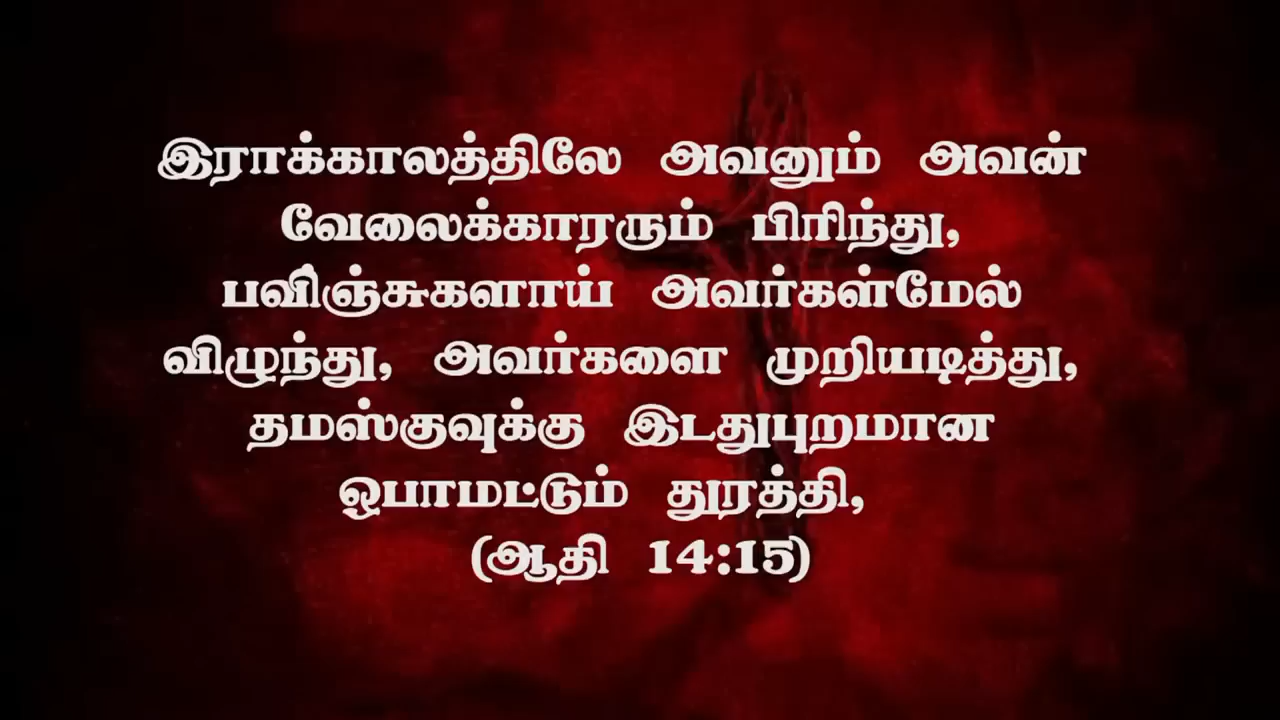 இராக்காலத்திலே அவனும் அவன்
வேலைக்காரரும் பிரிந்து,
பவிஞ்சுகளாய் அவர்கள்மேல்
விழுந்து, அவர்களை முறியடித்து,
தமஸ்குவுக்கு இடதுபுறமான
ஓபாமட்டும் துரத்தி,
(ஆதி 14:15)